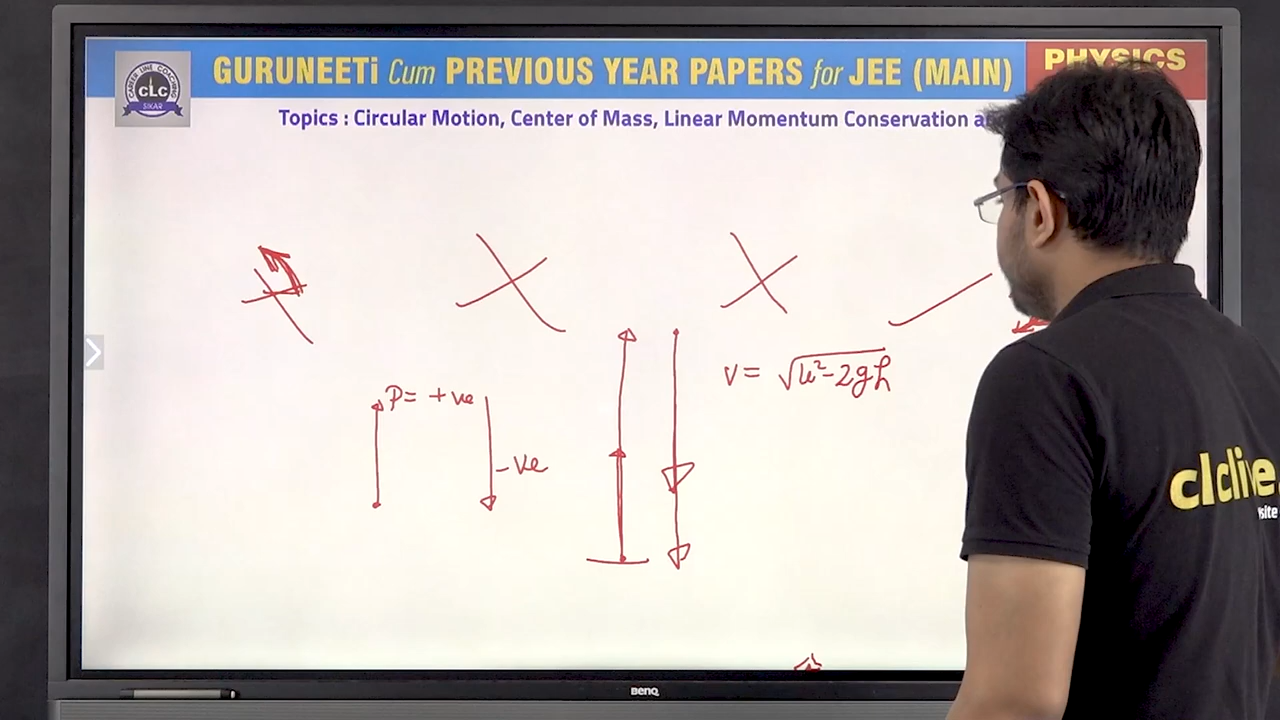 GURUNEETi Cum PREVIOUS YEAR PAPERS for JEE (MAIN)
PHYSICS
CAREER LINE COACHING
CLC
SIKAR
Topics : Circular Motion, Center of Mass, Linear Momentum Conservation
P= +ve
-ve
v = √u²-2gh
clclive.
site
BenQ